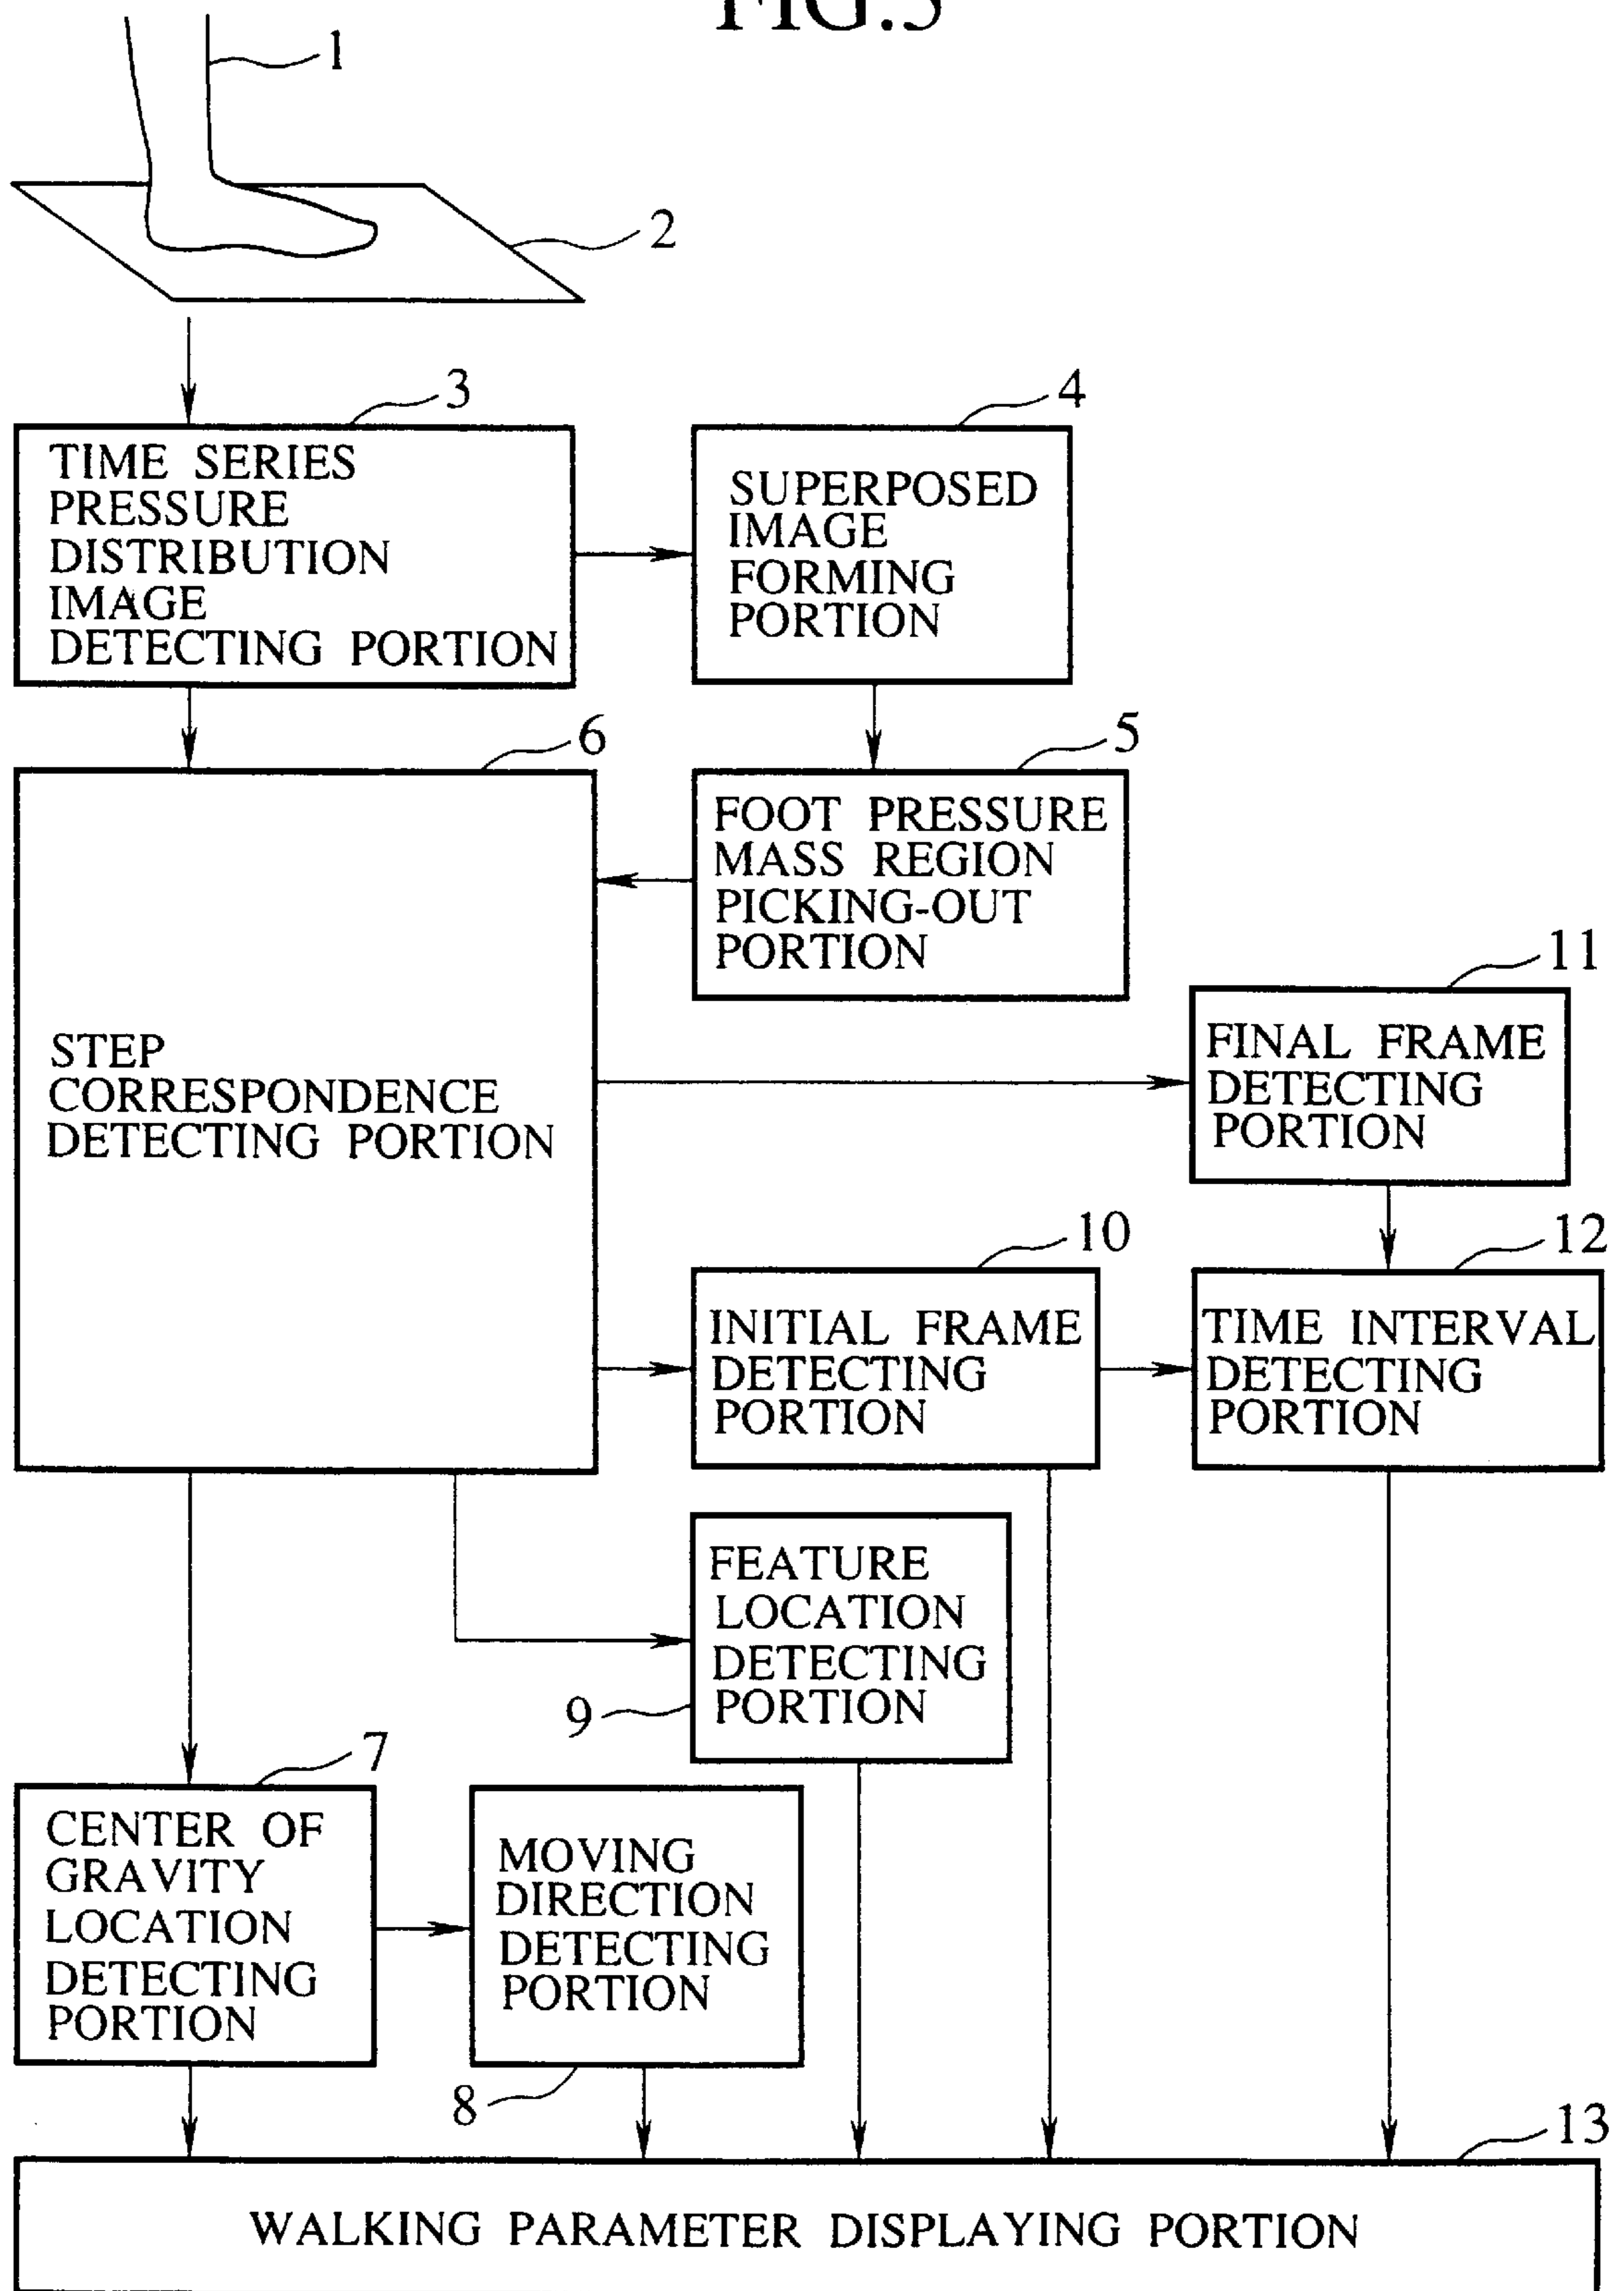 FIG.5
1
2
3
TIME SERIES
PRESSURE
DISTRIBUTION
IMAGE
DETECTING PORTION
4
SUPERPOSED
IMAGE
FORMING
PORTION
6
STEP
CORRESPONDENCE
DETECTING PORTION
5
FOOT PRESSURE
MASS REGION
PICKING-OUT
PORTION
11
FINAL FRAME
DETECTING
PORTION
10
INITIAL FRAME
DETECTING
PORTION
12
TIME INTERVAL
DETECTING
PORTION
FEATURE
LOCATION
DETECTING
PORTION
9
7
CENTER OF
GRAVITY
LOCATION
DETECTING
PORTION
MOVING
DIRECTION
DETECTING
PORTION
8
13
WALKING PARAMETER DISPLAYING PORTION